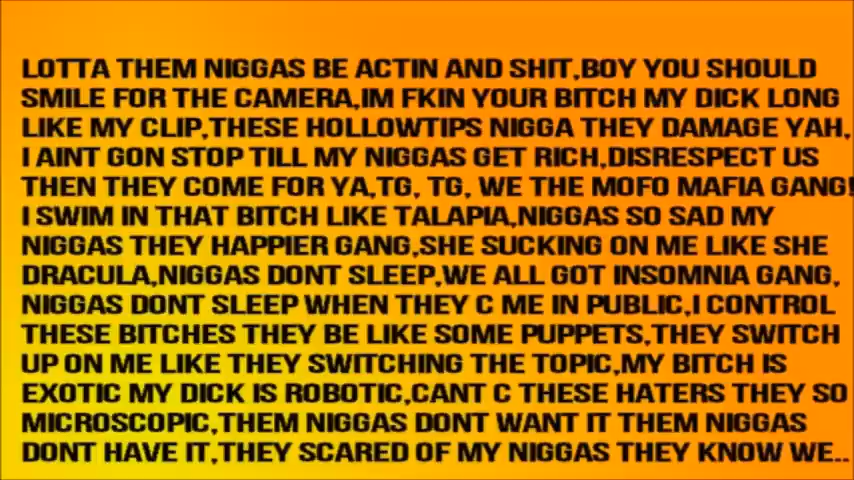 LOTTA THEM NIGGAS BE ACTIN AND SHIT,BOY YOU SHOULD
SMILE FOR THE CAMERA,IM FKIN YOUR BITCH MY DICK LONG
LIKE MY CLIP,THESE HOLLOWTIPS NIGGA THEY DAMAGE YAH,
I AINT GON STOP TILL MY NIGGAS GET RICH,DISRESPECT US
THEN THEY COME FOR YA,TG, TG, WE THE MOFO MAFIA GANG!
I SWIM IN THAT BITCH LIKE TALAPIA,NIGGAS SO SAD MY
NIGGAS THEY HAPPIER GANG,SHE SUCKING ON ME LIKE SHE
DRACULA,NIGGAS DONT SLEEP,WE ALL GOT INSOMNIA GANG,
NIGGAS DONT SLEEP WHEN THEY C ME IN PUBLIC,I CONTROL
THESE BITCHES THEY BE LIKE SOME PUPPETS,THEY SWITCH
UP ON ME LIKE THEY SWITCHING THE TOPIC,MY BITCH IS
EXOTIC MY DICK IS ROBOTIC,CANT C THESE HATERS THEY SO
MICROSCOPIC,THEM NIGGAS DONT WANT IT THEM NIGGAS
DONT HAVE IT,THEY SCARED OF MY NIGGAS THEY KNOW WE..